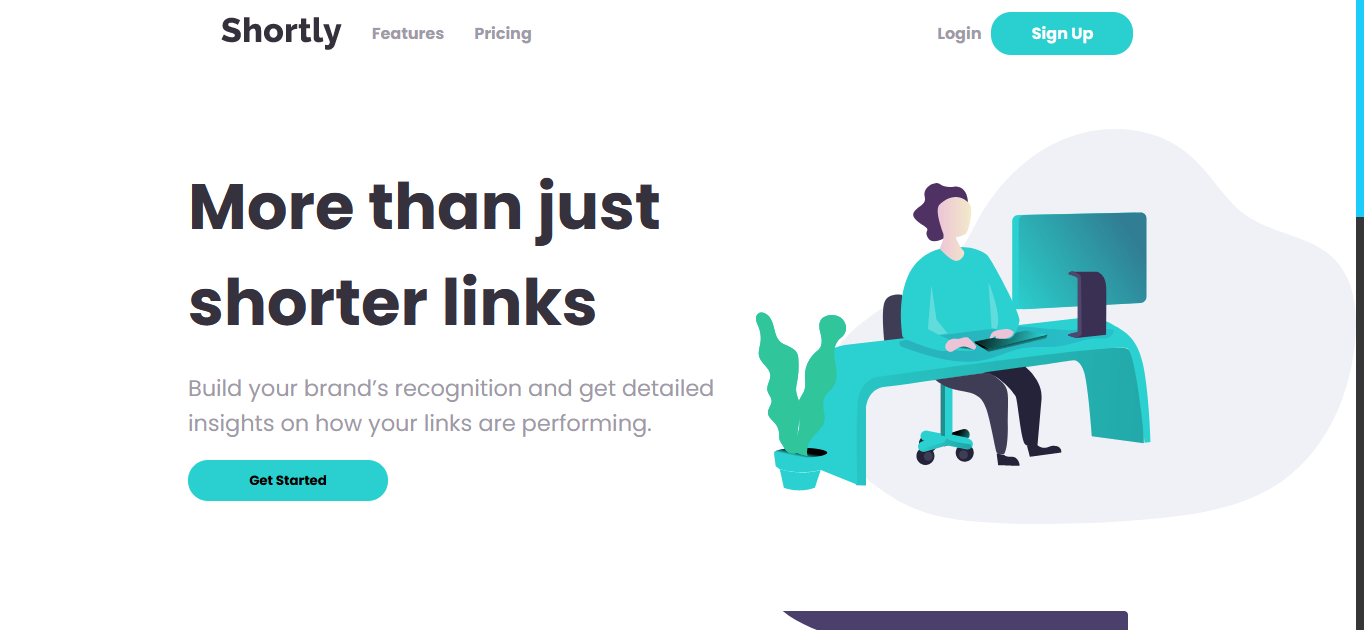 Shortly Features Pricing Login Sign Up
More than just
shorter links
Build your brand’s recognition and get detailed
insights on how your links are performing.
Get Started